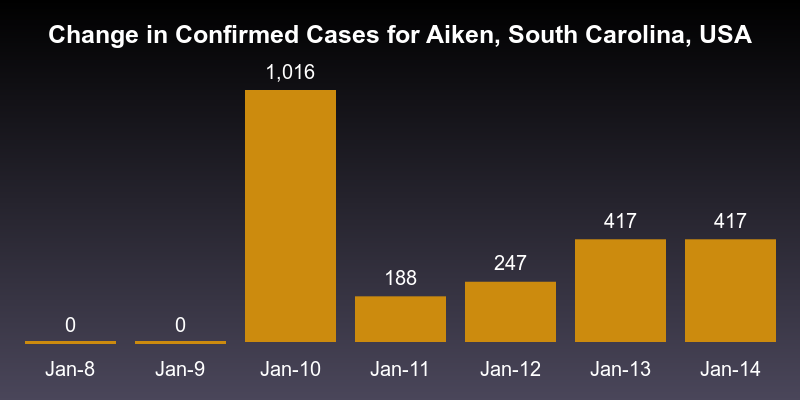 Change in Confirmed Cases for Aiken, South Carolina, USA
1,016
417
417
247
188
0
0
Jan-8
Jan-9
Jan-10
Jan-11
Jan-12
Jan-13
Jan-14